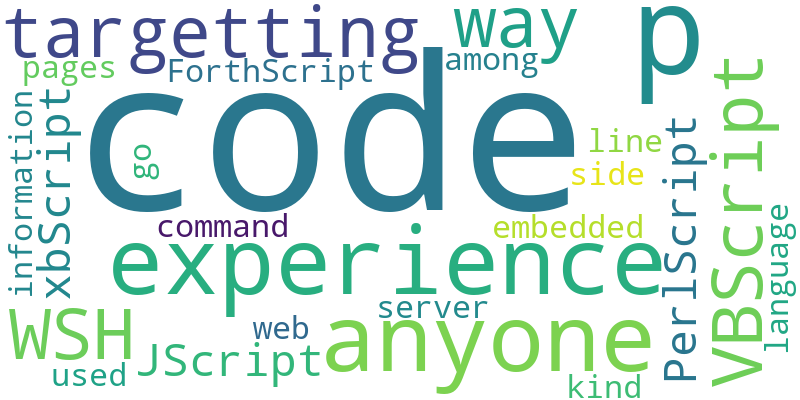 targetting
way
p
pages
ForthScript
among
code
VBScript
information
xbScript
go
line
side
PerlScript
command
embedded
experience
language
server
WSH
web
JScript
anyone
used
kind